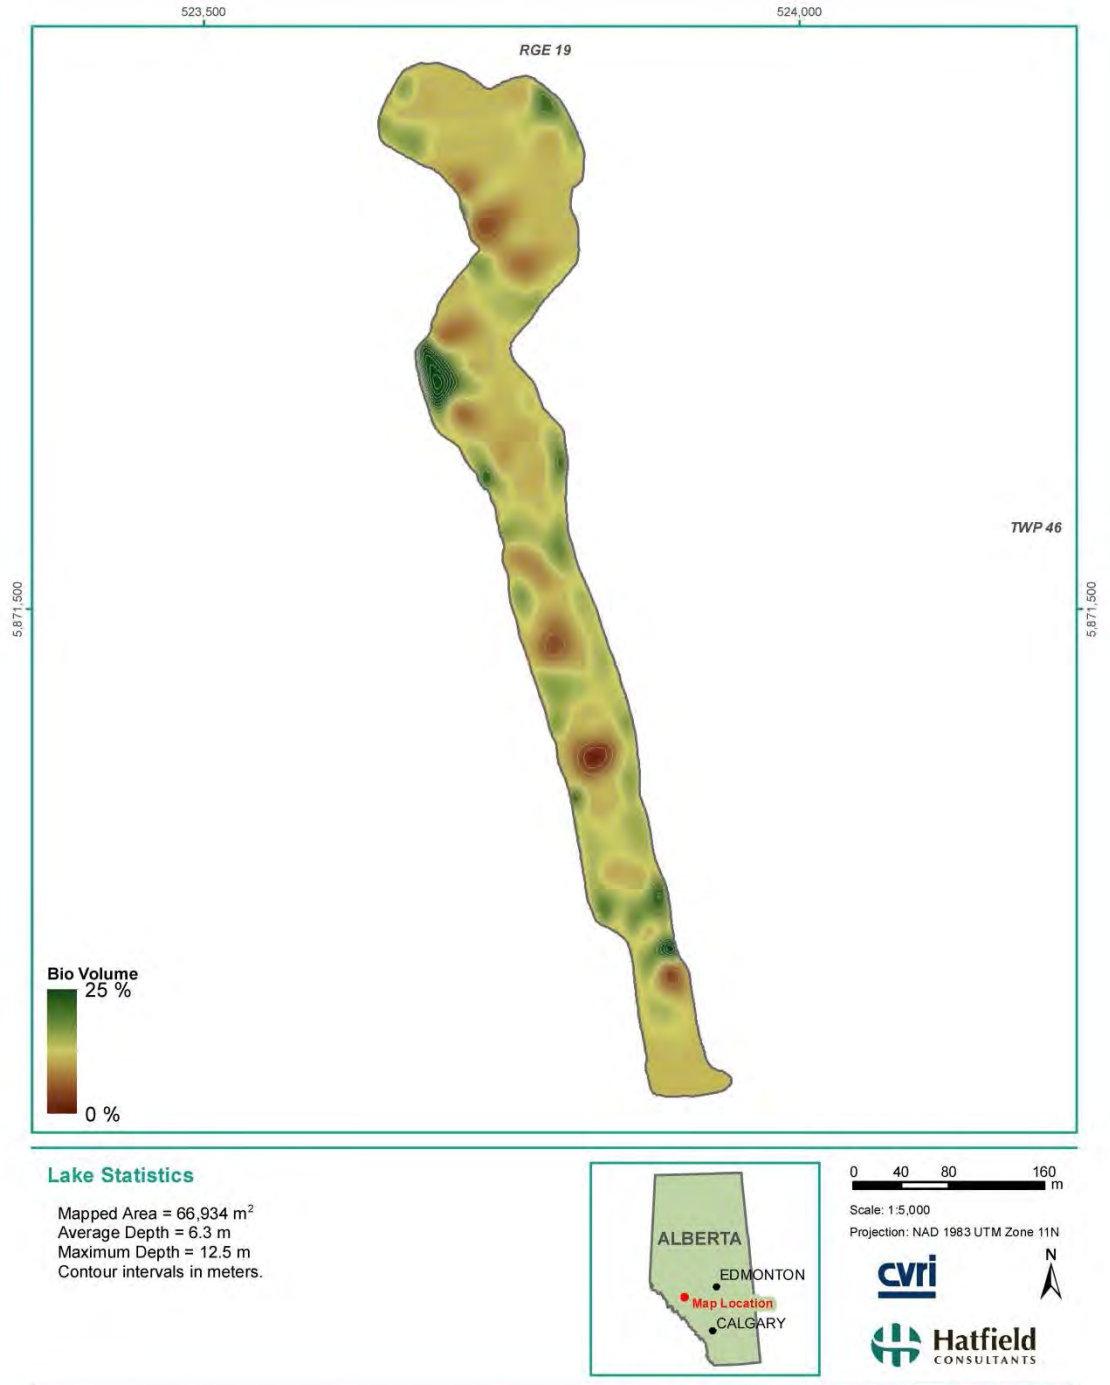 523,500
524,000
RGE 19
TWP 46
5,871,500
5,871,500
Bio Volume
25 %
0 %
Lake Statistics
Mapped Area = 66,934 m²
Average Depth = 6.3 m
Maximum Depth = 12.5 m
Contour intervals in meters.
ALBERTA
EDMONTON
Map Location
CALGARY
0 40 80 160
m
Scale: 1:5,000
Projection: NAD 1983 UTM Zone 11N
cvri
N
Hatfield
CONSULTANTS